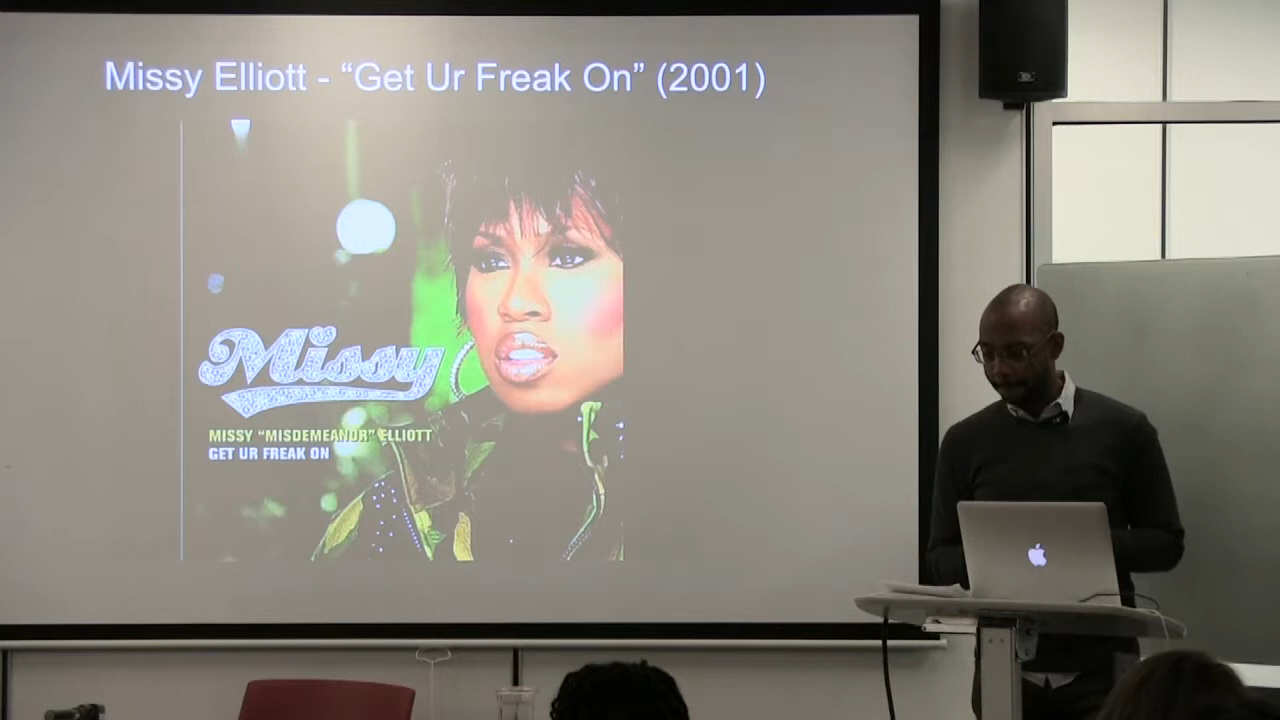 Missy Elliott - “Get Ur Freak On” (2001)
Missy
MISSY “MISDEMEANOR” ELLIOTT
GET UR FREAK ON